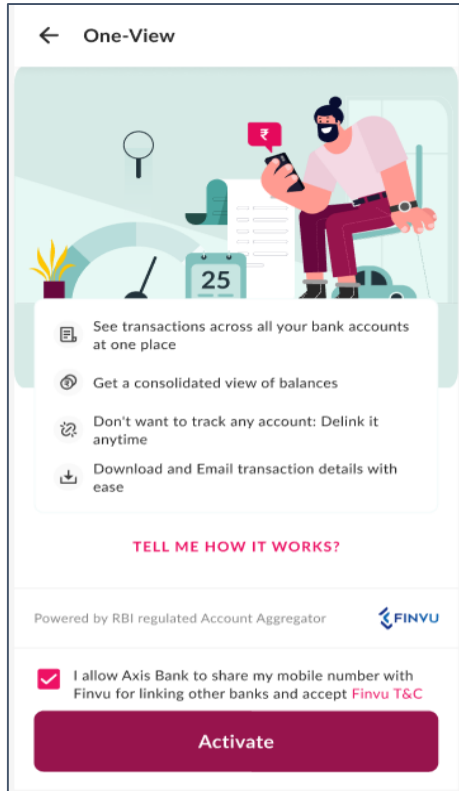 One-View
₹
25
See transactions across all your bank accounts
at one place
Get a consolidated view of balances
Don't want to track any account: Delink it
anytime
Download and Email transaction details with
ease
TELL ME HOW IT WORKS?
Powered by RBI regulated Account Aggregator
FINVU
I allow Axis Bank to share my mobile number with
Finvu for linking other banks and accept Finvu T&C
Activate